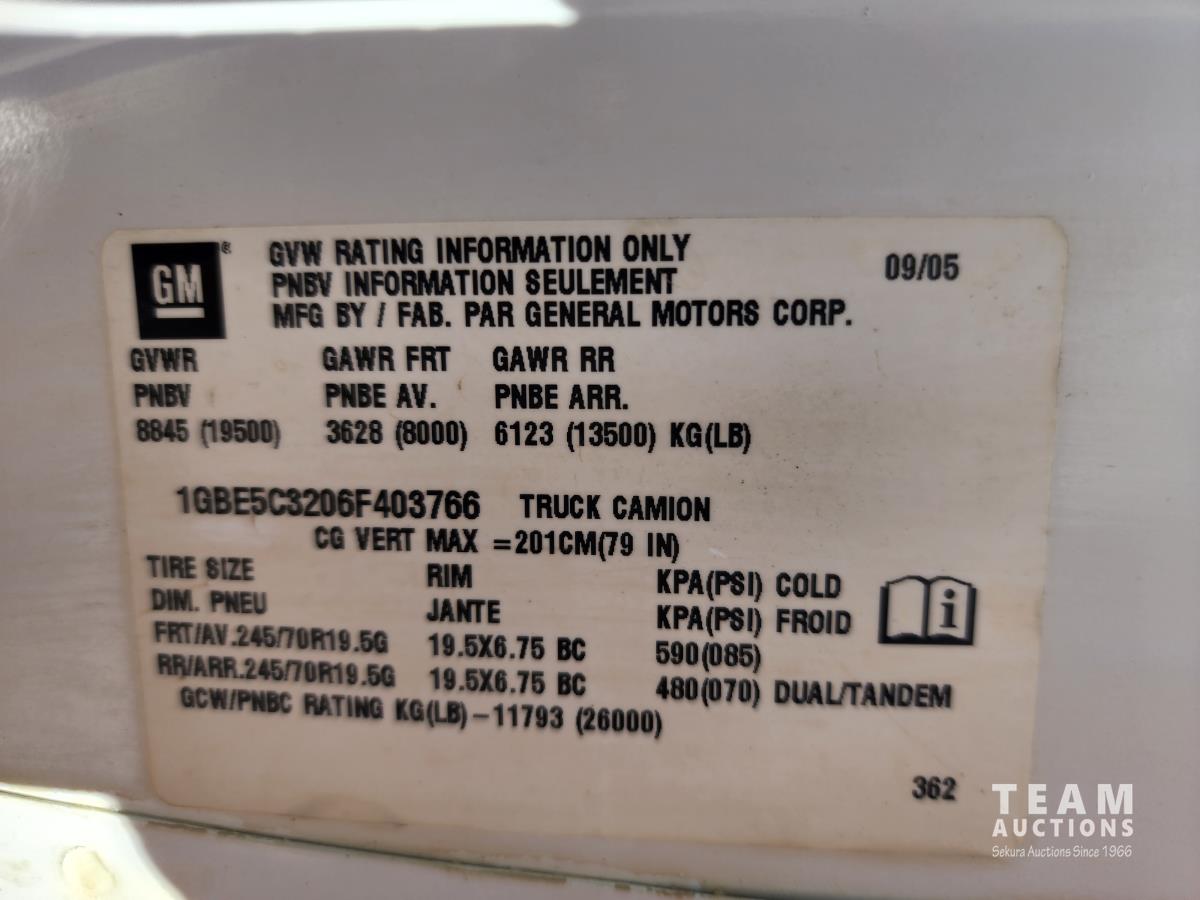 GM®
GVW RATING INFORMATION ONLY 09/05
PNBV INFORMATION SEULEMENT
MFG BY / FAB. PAR GENERAL MOTORS CORP.
GVWR GAWR FRT GAWR RR
PNBV PNBE AV. PNBE ARR.
8845 (19500) 3628 (8000) 6123 (13500) KG(LB)
1GBE5C3206F403766 TRUCK CAMION
CG VERT MAX =201CM(79 IN)
TIRE SIZE RIM KPA(PSI) COLD
DIM. PNEU JANTE KPA(PSI) FROID
FRT/AV.245/70R19.5G 19.5X6.75 BC 590(085)
RR/ARR.245/70R19.5G 19.5X6.75 BC 480(070) DUAL/TANDEM
GCW/PNBC RATING KG(LB)-11793 (26000)
362
TEAM
AUCTIONS
Sekura Auctions Since 1966